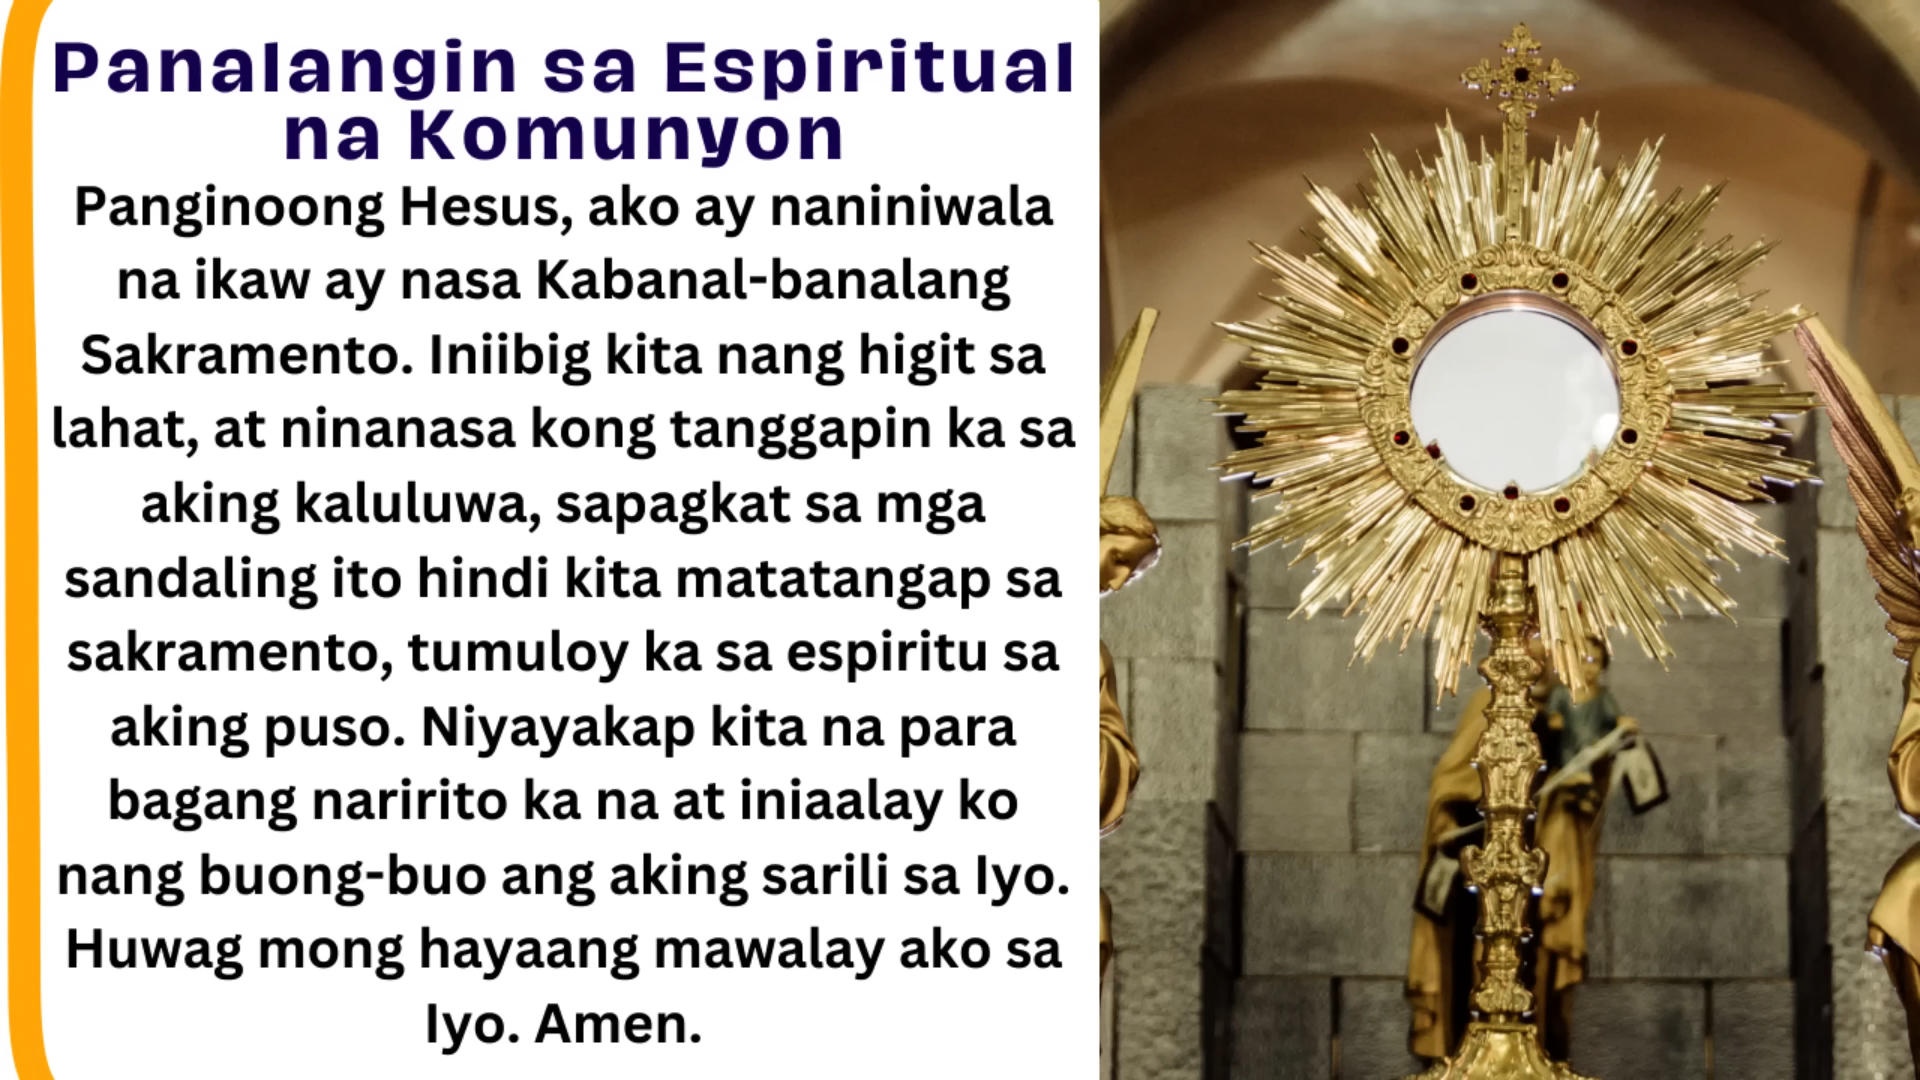 Panalangin sa Espiritual
na Komunyon
Panginoong Hesus, ako ay naniniwala
na ikaw ay nasa Kabanal-banalang
Sakramento. Iniibig kita nang higit sa
lahat, at ninanasa kong tanggapin ka sa
aking kaluluwa, sapagkat sa mga
sandaling ito hindi kita matatangap sa
sakramento, tumuloy ka sa espiritu sa
aking puso. Niyayakap kita na para
bagang naririto ka na at iniaalay ko
nang buong-buo ang aking sarili sa Iyo.
Huwag mong hayaang mawalay ako sa
Iyo. Amen.